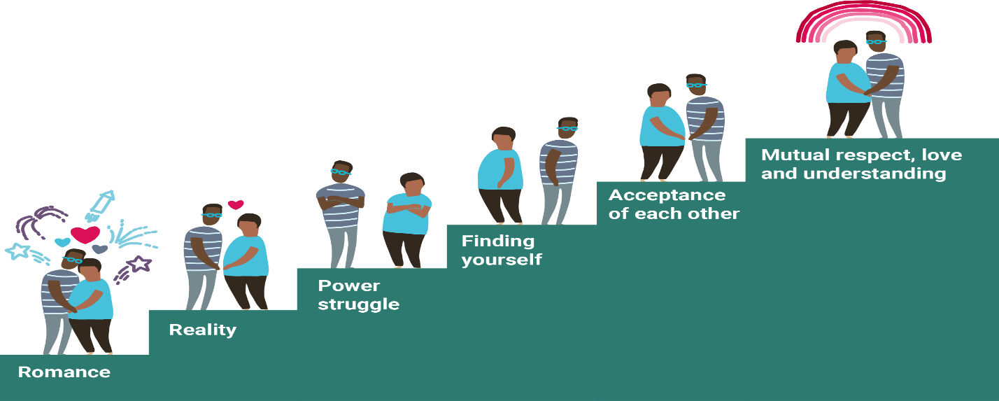 Romance
Reality
Power
struggle
Finding
yourself
Acceptance
of each other
Mutual respect, love
and understanding